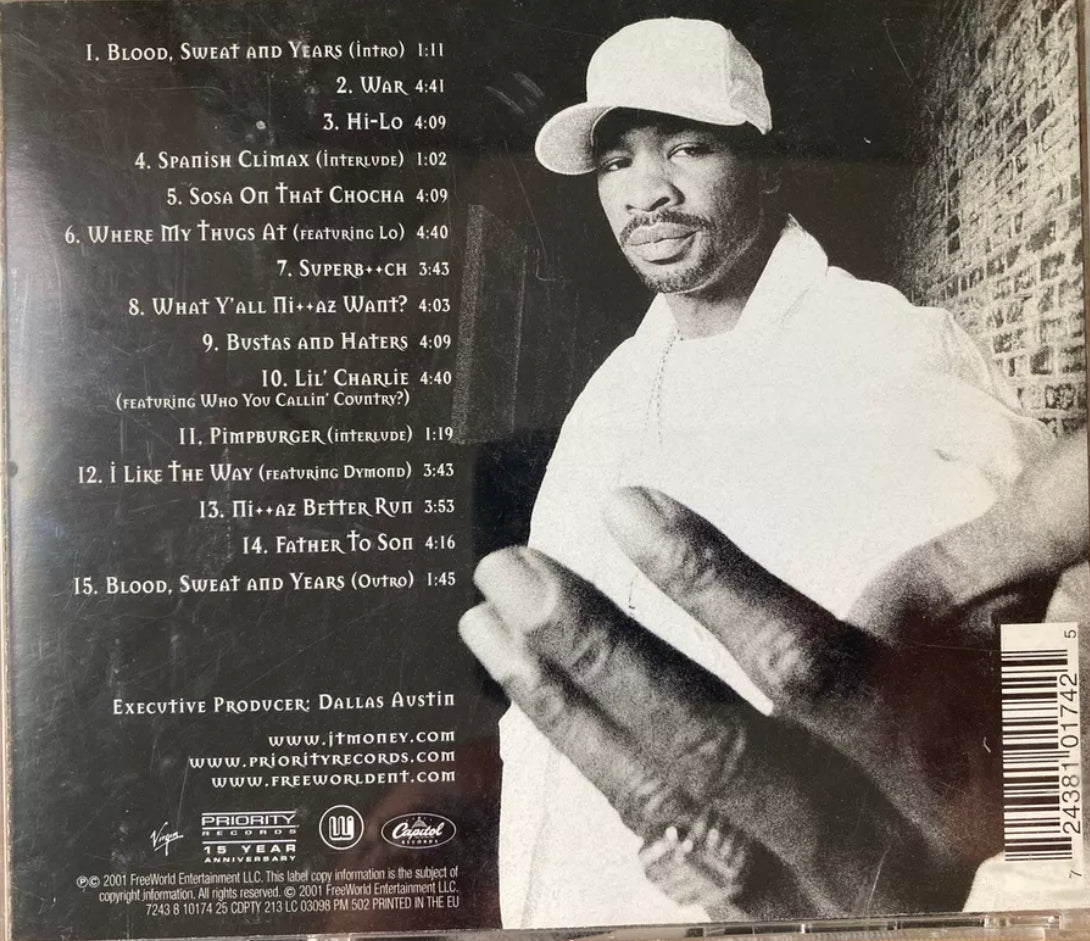 1. Blood, Sweat and Years (Intro) 1:11
2. War 4:41
3. Hi-Lo 4:09
4. Spanish Climax (Interlude) 1:02
5. Sosa On That Chocha 4:09
6. Where My Thugs At (featuring Lo) 4:40
7. Superb**ch 3:43
8. What Y'all Ni**az Want? 4:03
9. Bustas and Haters 4:09
10. Lil' Charlie 4:40
(featuring Who You Callin' Country?)
11. Pimpburger (interlude) 1:19
12. I Like The Way (featuring Dymond) 3:43
13. Ni**az Better Run 3:53
14. Father To Son 4:16
15. Blood, Sweat and Years (Outro) 1:45
Executive Producer: Dallas Austin
www.jtmoney.com
www.priorityrecords.com
www.freeworldent.com
Virgin
PRIORITY
RECORDS
15 YEAR
ANNIVERSARY
Capitol
RECORDS
℗© 2001 FreeWorld Entertainment LLC. This label copy information is the subject of
copyright information. All rights reserved. © 2001 FreeWorld Entertainment LLC.
7243 8 10174 25 CDPTY 213 LC 03098 PM 502 PRINTED IN THE EU
7 24381 01742 5